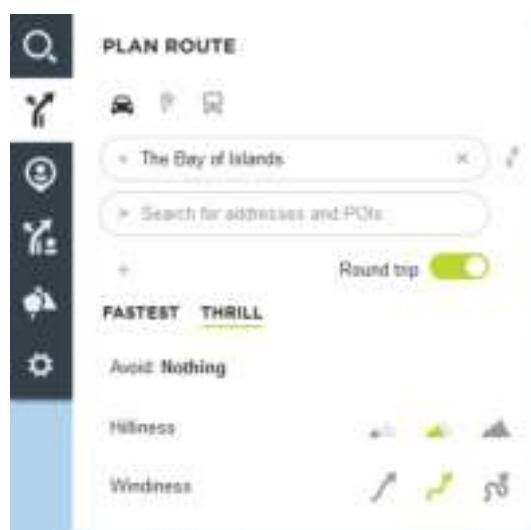 PLAN ROUTE
The Bay of Islands
Search for addresses and POIs
Round trip
FASTEST THRILL
Avoid: Nothing
Hilliness
Windiness